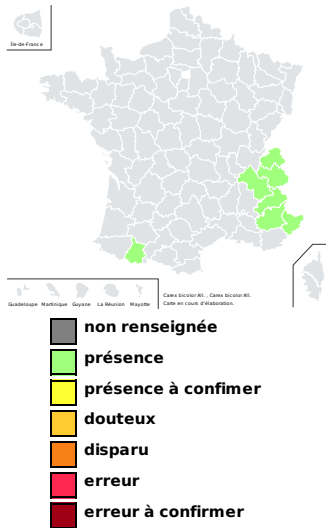 Île-de-France
Guadeloupe Martinique Guyane La Réunion Mayotte
Carex bicolor All. , Carex bicolor All.
Carte en cours d'élaboration.
non renseignée
présence
présence à confimer
douteux
disparu
erreur
erreur à confirmer